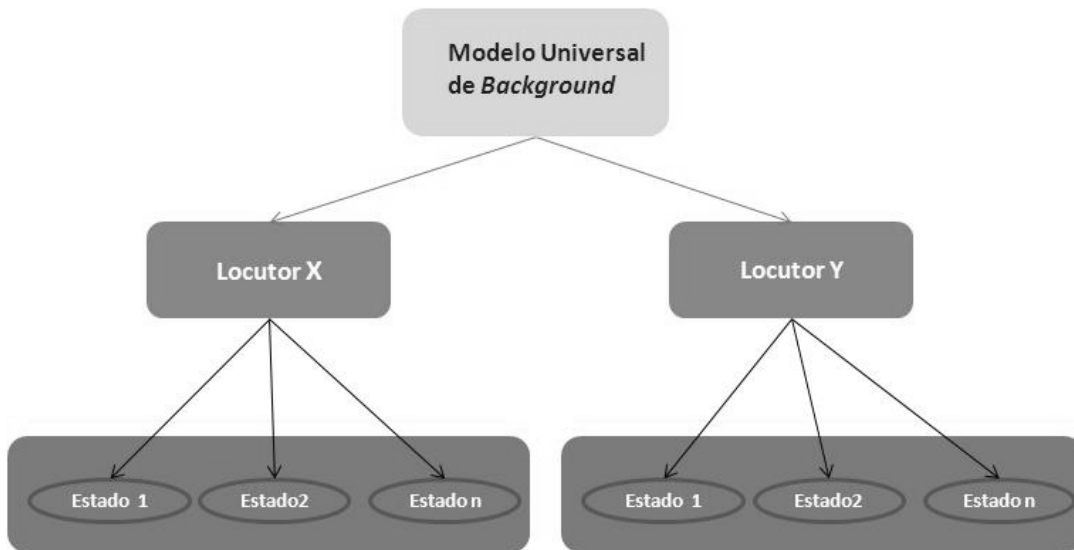 Modelo Universal
de Background
Locutor X
Locutor Y
Estado 1
Estado2
Estado n
Estado 1
Estado2
Estado n